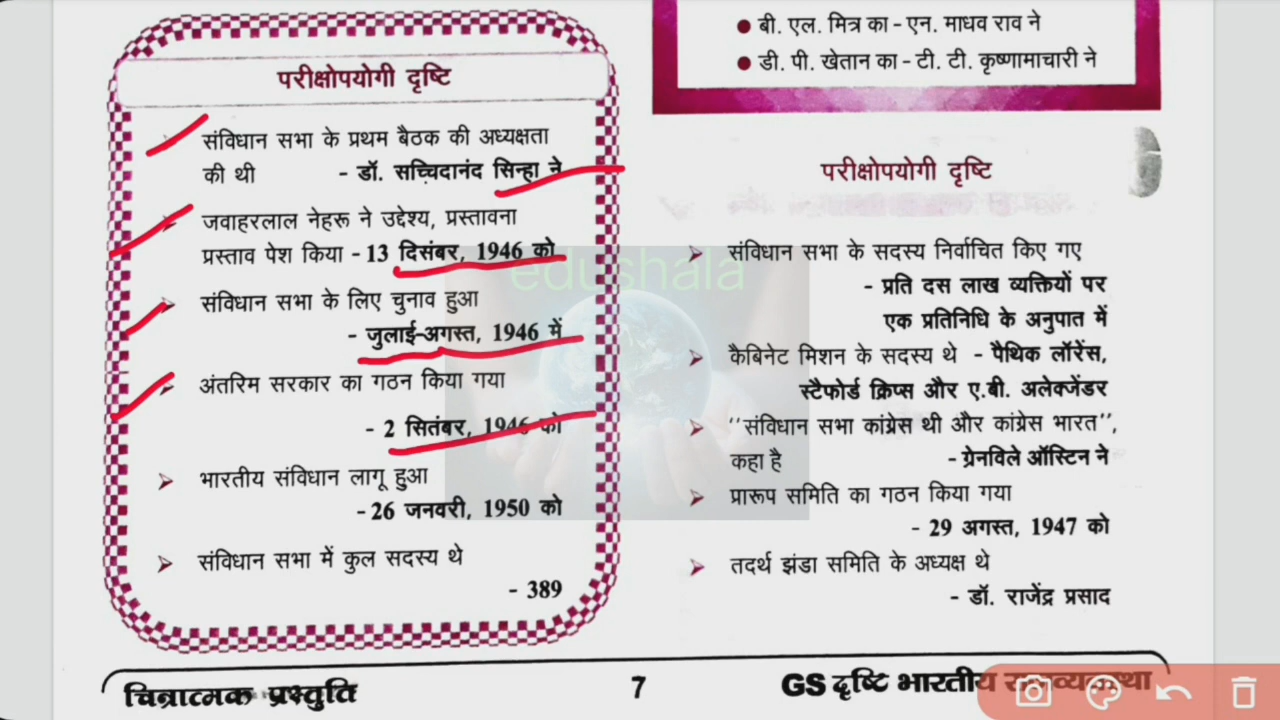 परीक्षोपयोगी दृष्टि
संविधान सभा के प्रथम बैठक की अध्यक्षता
की थी - डॉ. सच्चिदानंद सिन्हा ने
जवाहरलाल नेहरू ने उद्देश्य, प्रस्तावना
प्रस्ताव पेश किया - 13 दिसंबर, 1946 को
संविधान सभा के लिए चुनाव हुआ
- जुलाई-अगस्त, 1946 में
अंतरिम सरकार का गठन किया गया
- 2 सितंबर, 1946 को
भारतीय संविधान लागू हुआ
- 26 जनवरी, 1950 को
संविधान सभा में कुल सदस्य थे
- 389
● बी. एल. मित्र का - एन. माधव राव ने
● डी. पी. खेतान का - टी. टी. कृष्णामाचारी ने
परीक्षोपयोगी दृष्टि
संविधान सभा के सदस्य निर्वाचित किए गए
- प्रति दस लाख व्यक्तियों पर
एक प्रतिनिधि के अनुपात में
कैबिनेट मिशन के सदस्य थे - पैथिक लॉरेंस,
स्टैफोर्ड क्रिप्स और ए.बी. अलेक्जेंडर
''संविधान सभा कांग्रेस थी और कांग्रेस भारत'',
कहा है - ग्रेनविले ऑस्टिन ने
प्रारूप समिति का गठन किया गया
- 29 अगस्त, 1947 को
तदर्थ झंडा समिति के अध्यक्ष थे
- डॉ. राजेंद्र प्रसाद
edushala
चित्रात्मक प्रस्तुति 7 GS दृष्टि भारतीय राजव्यवस्था